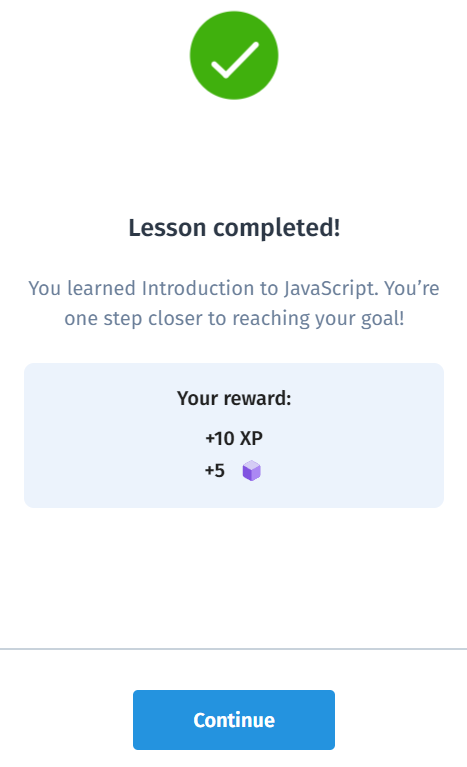 Lesson completed!
You learned Introduction to JavaScript. You’re
one step closer to reaching your goal!
Your reward:
+10 XP
+5
Continue